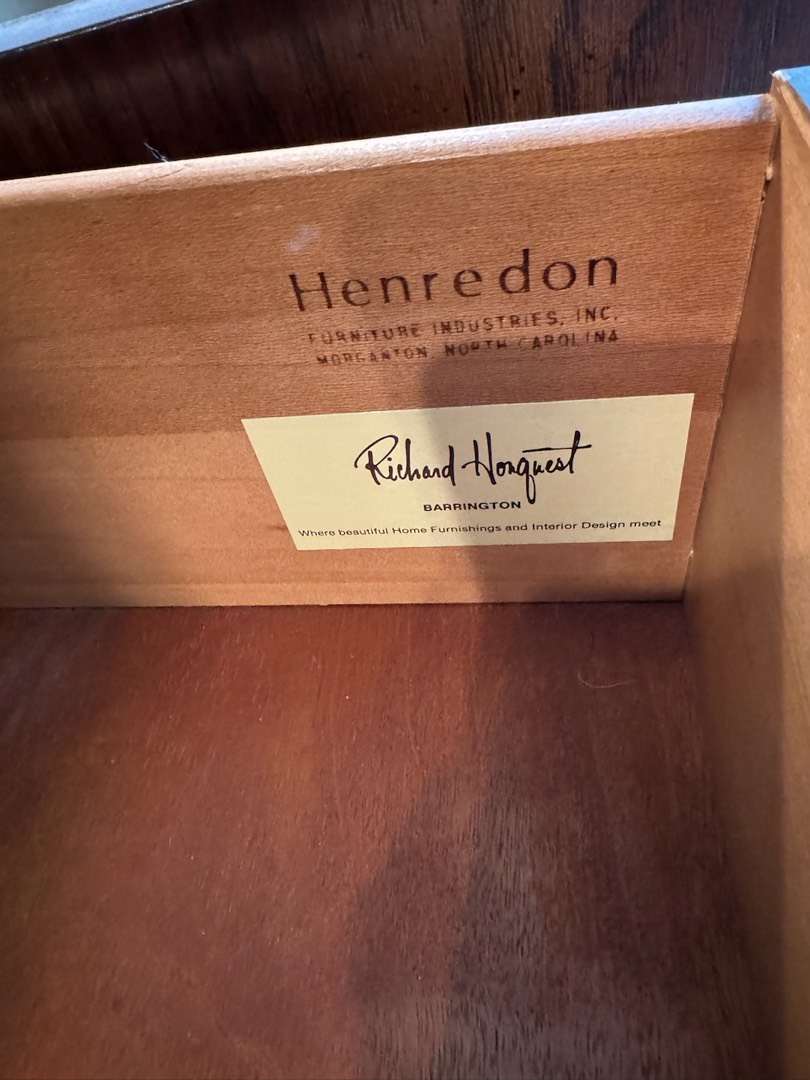 Henredon
FURNITURE INDUSTRIES, INC.
MORGANTON, NORTH CAROLINA
Richard Honquest
BARRINGTON
Where beautiful Home Furnishings and Interior Design meet